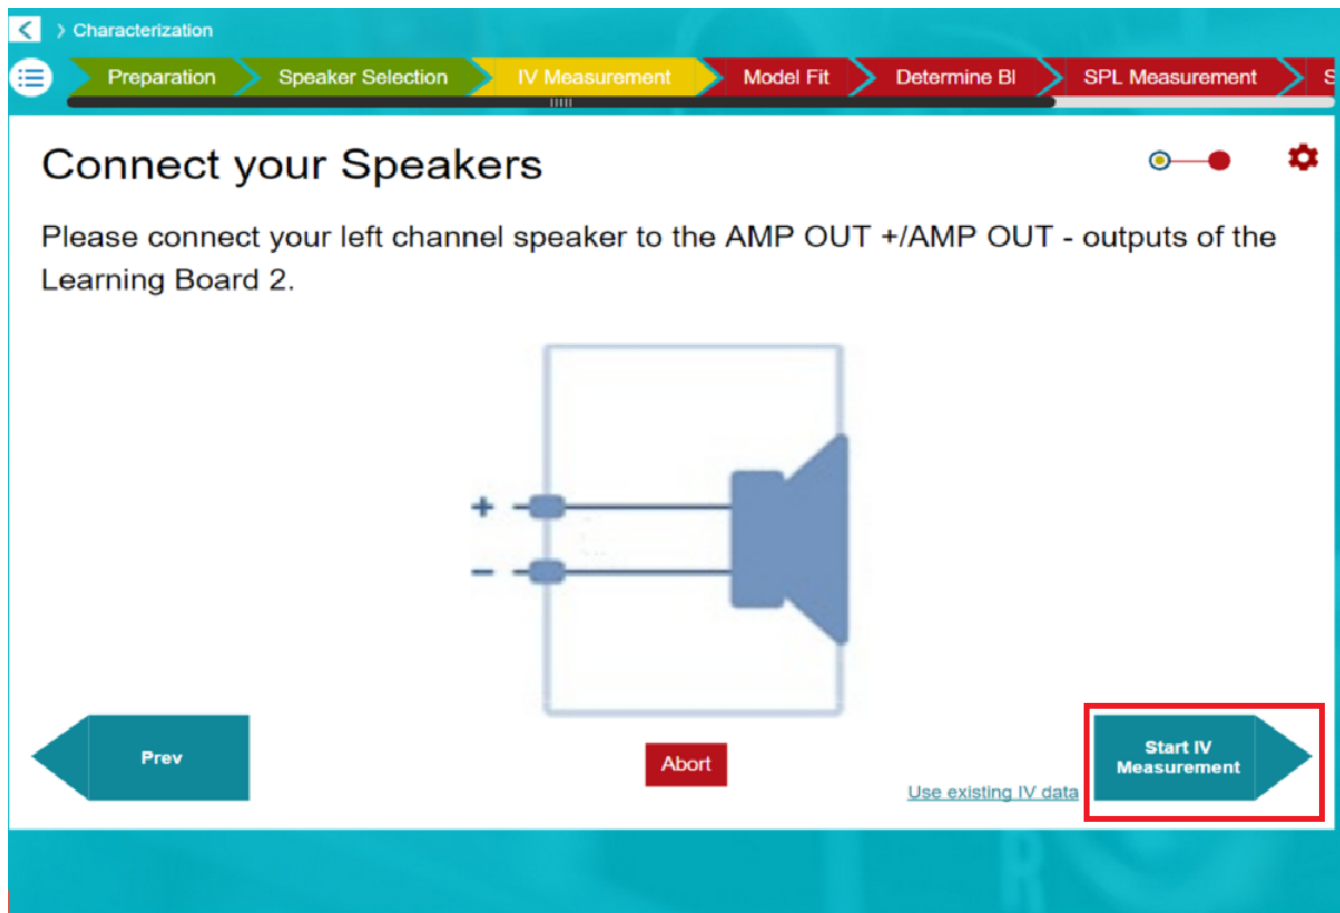 Characterization
Preparation Speaker Selection IV Measurement Model Fit Determine Bl SPL Measurement S
Connect your Speakers
Please connect your left channel speaker to the AMP OUT +/AMP OUT - outputs of the
Learning Board 2.
+
−
Prev
Abort
Use existing IV data
Start IV
Measurement